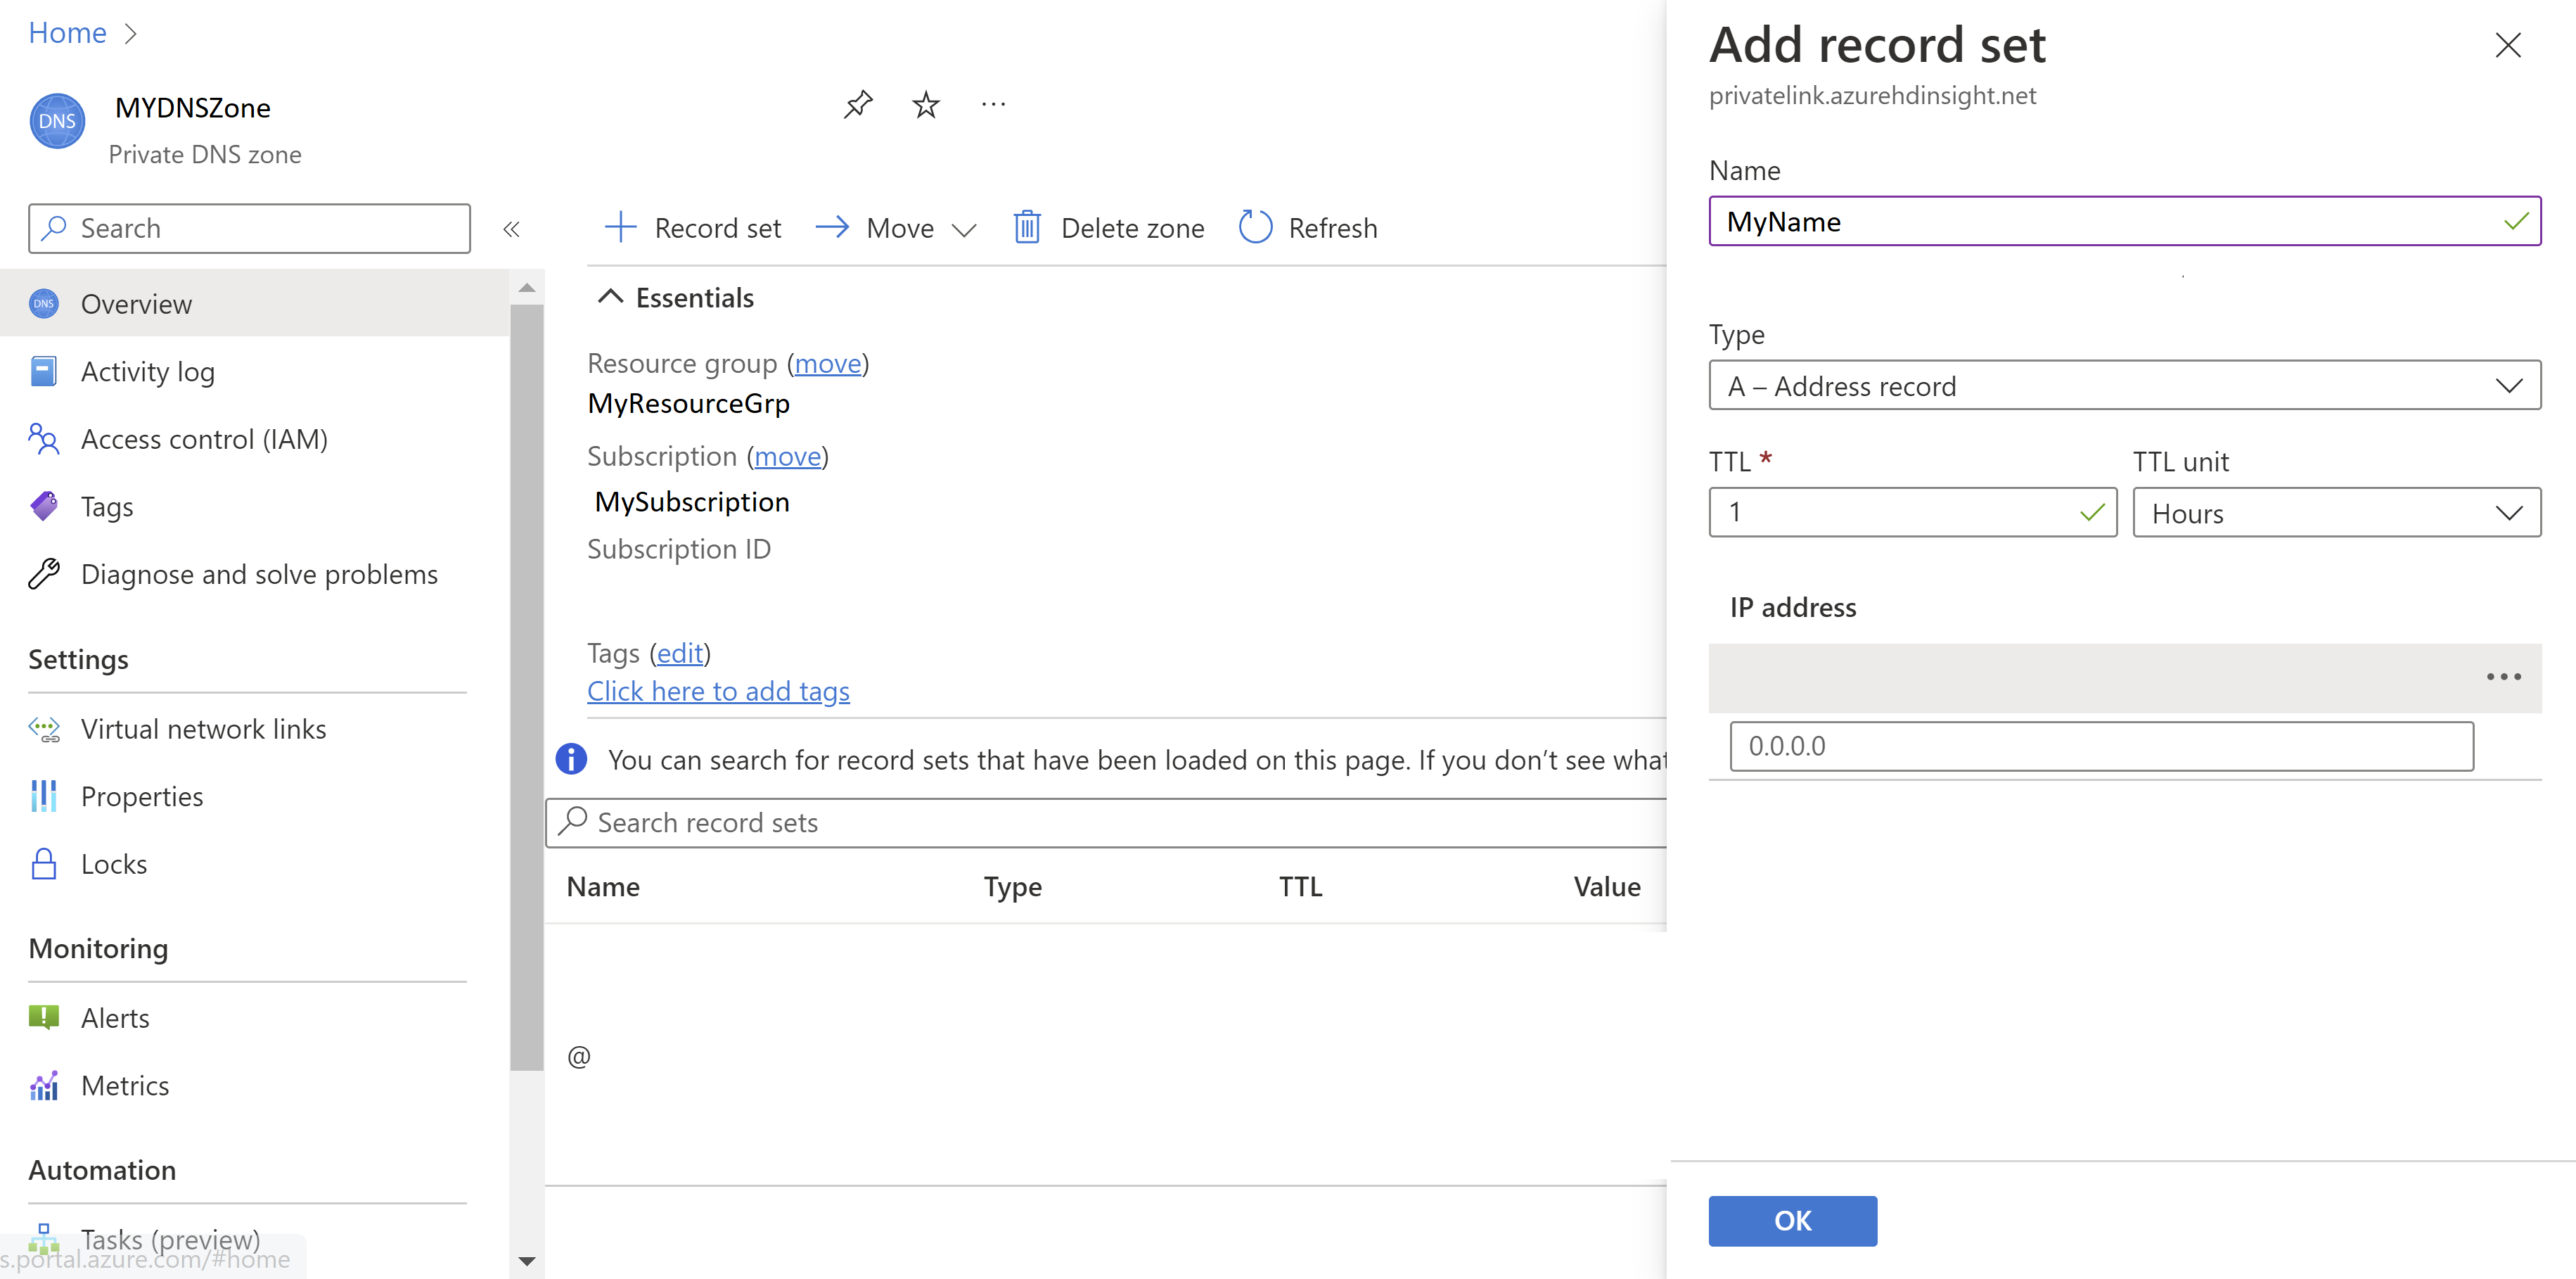 Home
DNS
MYDNSZone
Private DNS zone
Search
DNS
Overview
Activity log
Access control (IAM)
Tags
Diagnose and solve problems
Settings
Virtual network links
Properties
Locks
Monitoring
Alerts
Metrics
Automation
Tasks (preview)
s.portal.azure.com/#home
Record set
Move
Delete zone
Refresh
Essentials
Resource group (move)
MyResourceGrp
Subscription (move)
MySubscription
Subscription ID
Tags (edit)
Click here to add tags
You can search for record sets that have been loaded on this page. If you don’t see what
Search record sets
Name Type TTL Value
@
Add record set
privatelink.azurehdinsight.net
Name
MyName
Type
A – Address record
TTL * TTL unit
1 Hours
IP address
0.0.0.0
OK